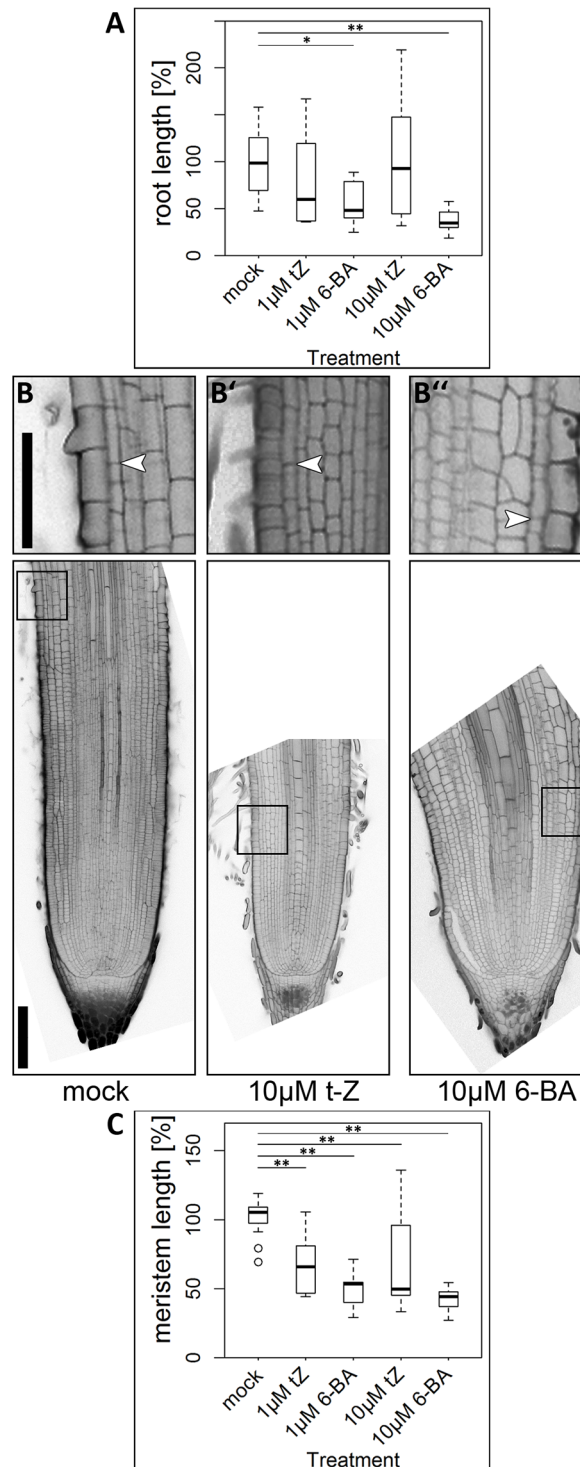 A
**
*
root length [%]
200
100
50
0
mock
1µM tZ
1µM 6-BA
10µM tZ
10µM 6-BA
Treatment
B
B'
B''
mock
10µM t-Z
10µM 6-BA
C
**
**
**
**
meristem length [%]
150
100
50
0
mock
1µM tZ
1µM 6-BA
10µM tZ
10µM 6-BA
Treatment